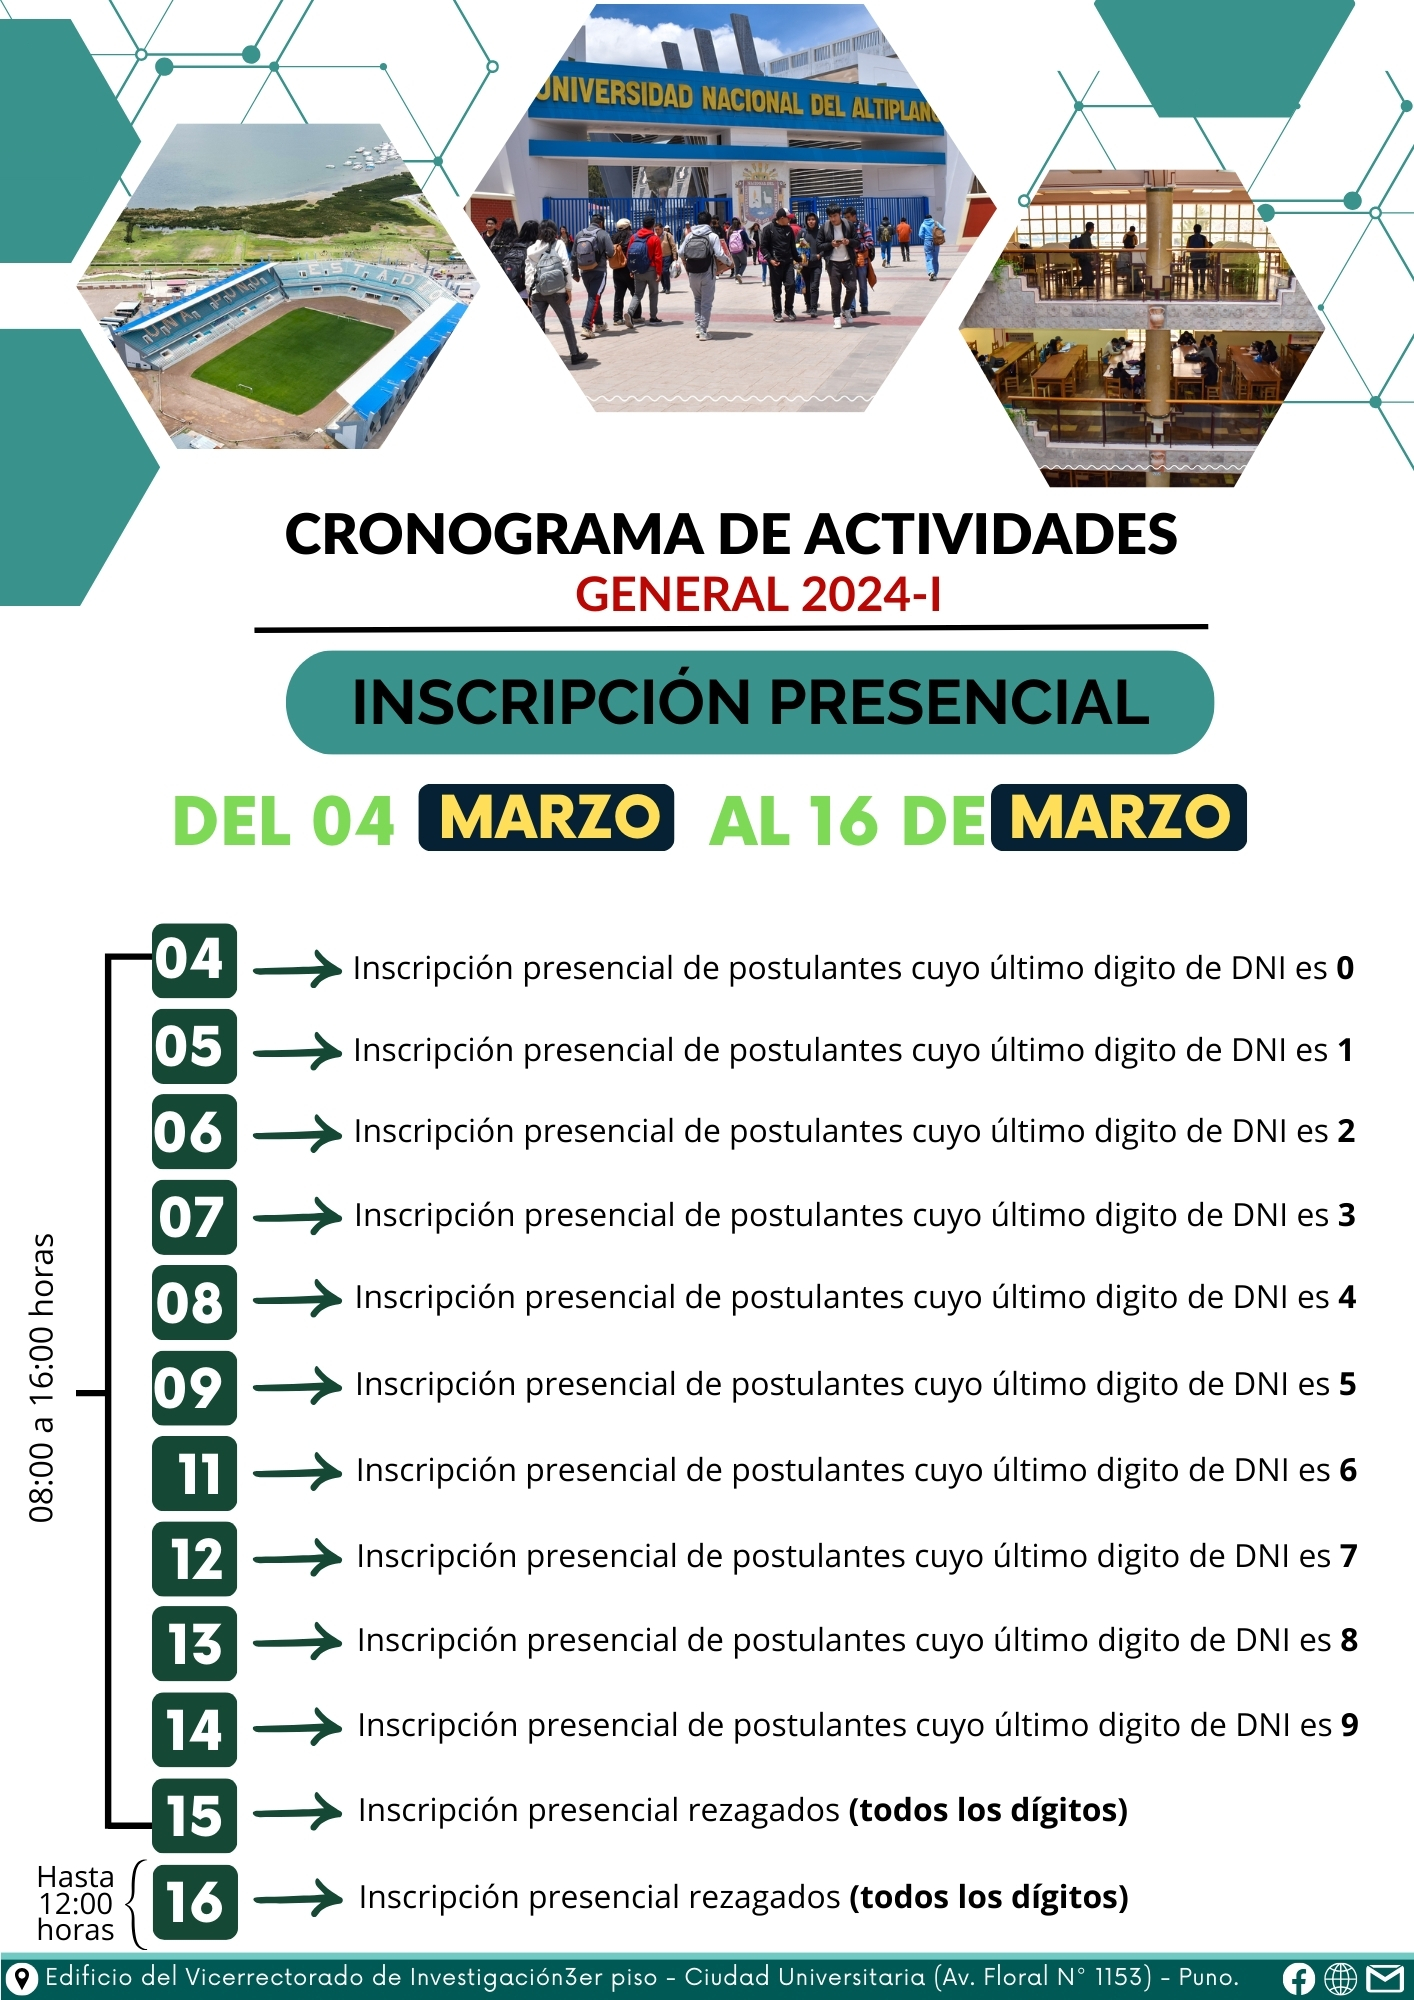 UNIVERSIDAD NACIONAL DEL ALTIPLANO
ESTADIO
UNA PUNO
CRONOGRAMA DE ACTIVIDADES
GENERAL 2024-I
INSCRIPCIÓN PRESENCIAL
DEL 04 MARZO AL 16 DE MARZO
08:00 a 16:00 horas
04 Inscripción presencial de postulantes cuyo último digito de DNI es 0
05 Inscripción presencial de postulantes cuyo último digito de DNI es 1
06 Inscripción presencial de postulantes cuyo último digito de DNI es 2
07 Inscripción presencial de postulantes cuyo último digito de DNI es 3
08 Inscripción presencial de postulantes cuyo último digito de DNI es 4
09 Inscripción presencial de postulantes cuyo último digito de DNI es 5
11 Inscripción presencial de postulantes cuyo último digito de DNI es 6
12 Inscripción presencial de postulantes cuyo último digito de DNI es 7
13 Inscripción presencial de postulantes cuyo último digito de DNI es 8
14 Inscripción presencial de postulantes cuyo último digito de DNI es 9
15 Inscripción presencial rezagados (todos los dígitos)
Hasta
12:00
horas
16 Inscripción presencial rezagados (todos los dígitos)
Edificio del Vicerrectorado de Investigación3er piso - Ciudad Universitaria (Av. Floral N° 1153) - Puno.